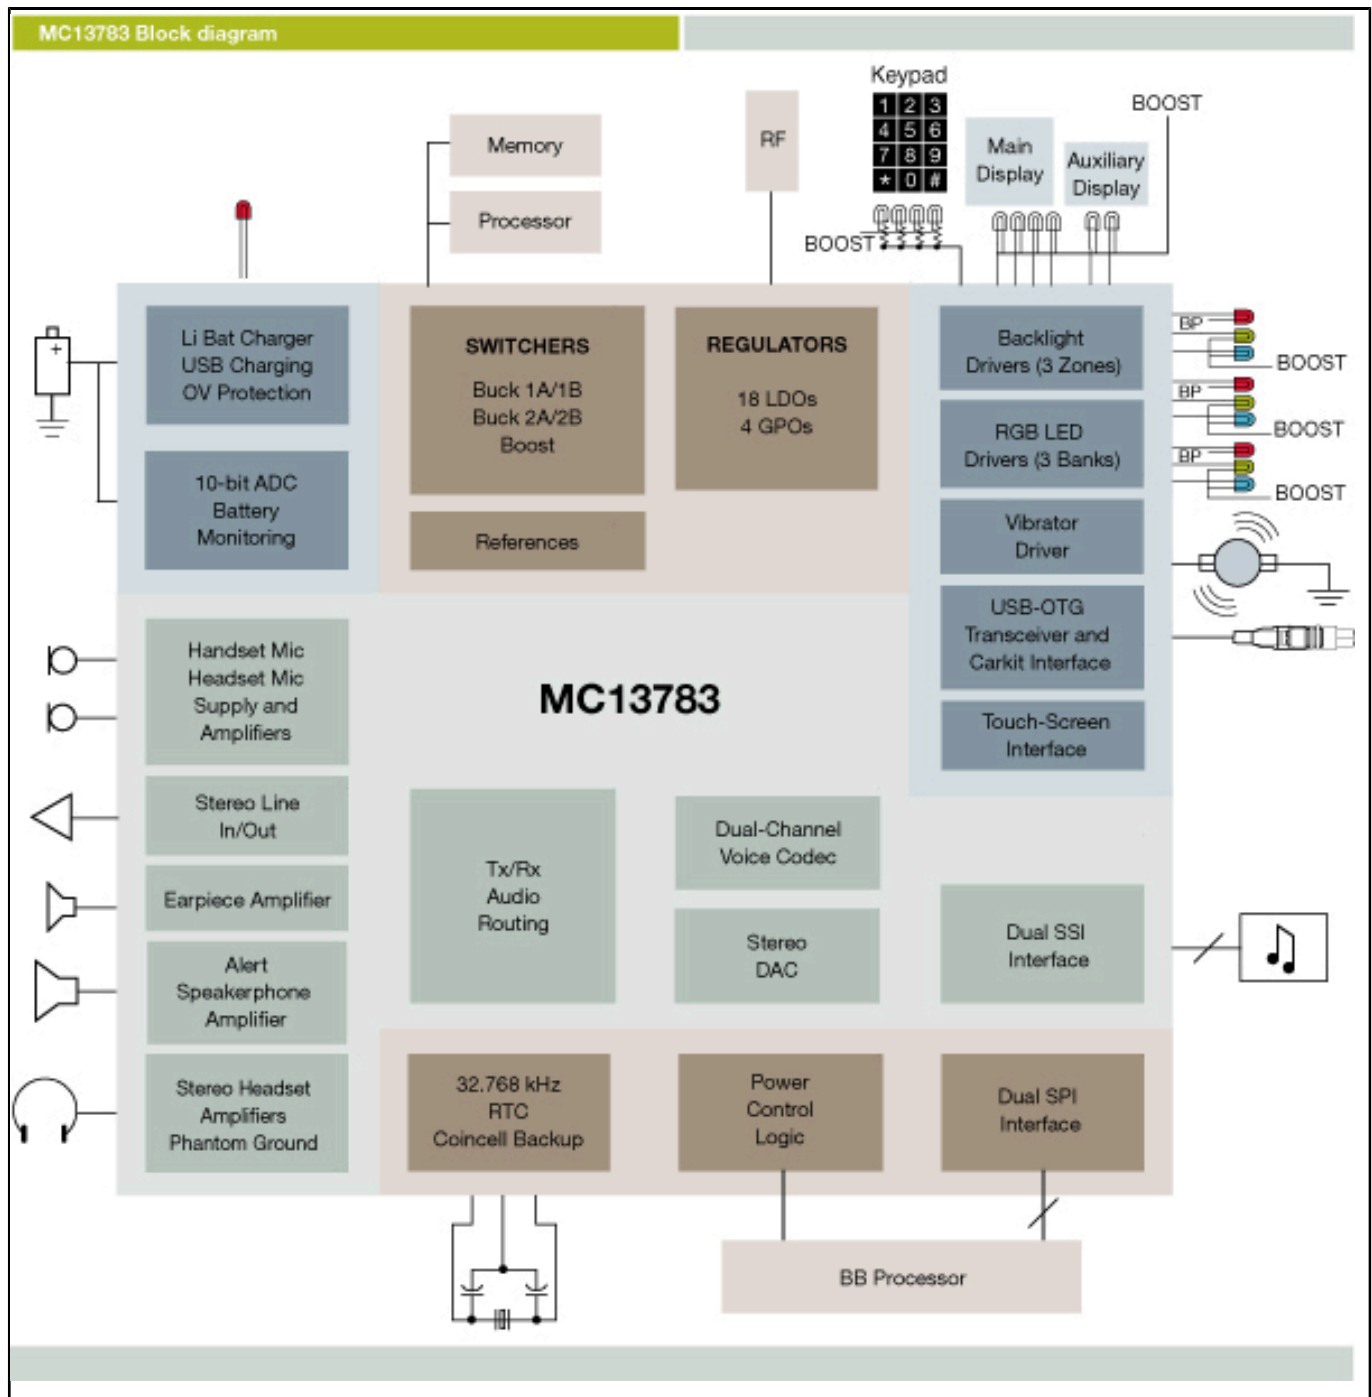 MC13783 Block diagram
Keypad
1 2 3
4 5 6
7 8 9
* 0 #
BOOST
Memory
RF
Main
Display
Auxiliary
Display
Processor
BOOST
Li Bat Charger
USB Charging
OV Protection
SWITCHERS
Buck 1A/1B
Buck 2A/2B
Boost
REGULATORS
18 LDOs
4 GPOs
Backlight
Drivers (3 Zones)
BP
BOOST
BP
BOOST
BP
BOOST
RGB LED
Drivers (3 Banks)
10-bit ADC
Battery
Monitoring
References
Vibrator
Driver
USB-OTG
Transceiver and
Carkit Interface
Touch-Screen
Interface
Handset Mic
Headset Mic
Supply and
Amplifiers
MC13783
Stereo Line
In/Out
Tx/Rx
Audio
Routing
Dual-Channel
Voice Codec
Earpiece Amplifier
Stereo
DAC
Dual SSI
Interface
Alert
Speakerphone
Amplifier
Stereo Headset
Amplifiers
Phantom Ground
32.768 kHz
RTC
Coincell Backup
Power
Control
Logic
Dual SPI
Interface
BB Processor